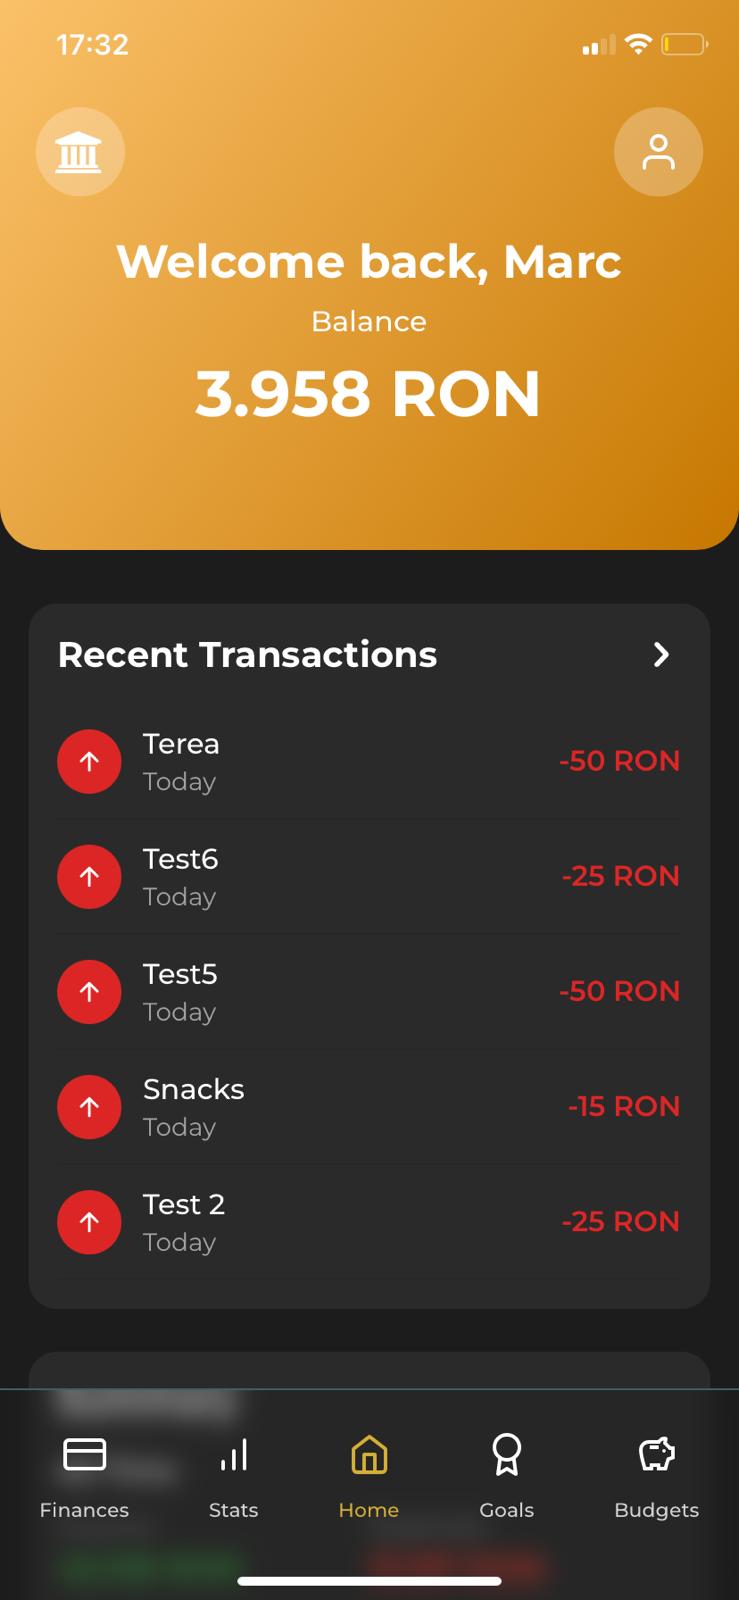 17:32
Welcome back, Marc
Balance
3.958 RON
Recent Transactions
Terea
Today
-50 RON
Test6
Today
-25 RON
Test5
Today
-50 RON
Snacks
Today
-15 RON
Test 2
Today
-25 RON
Finances
Stats
Home
Goals
Budgets